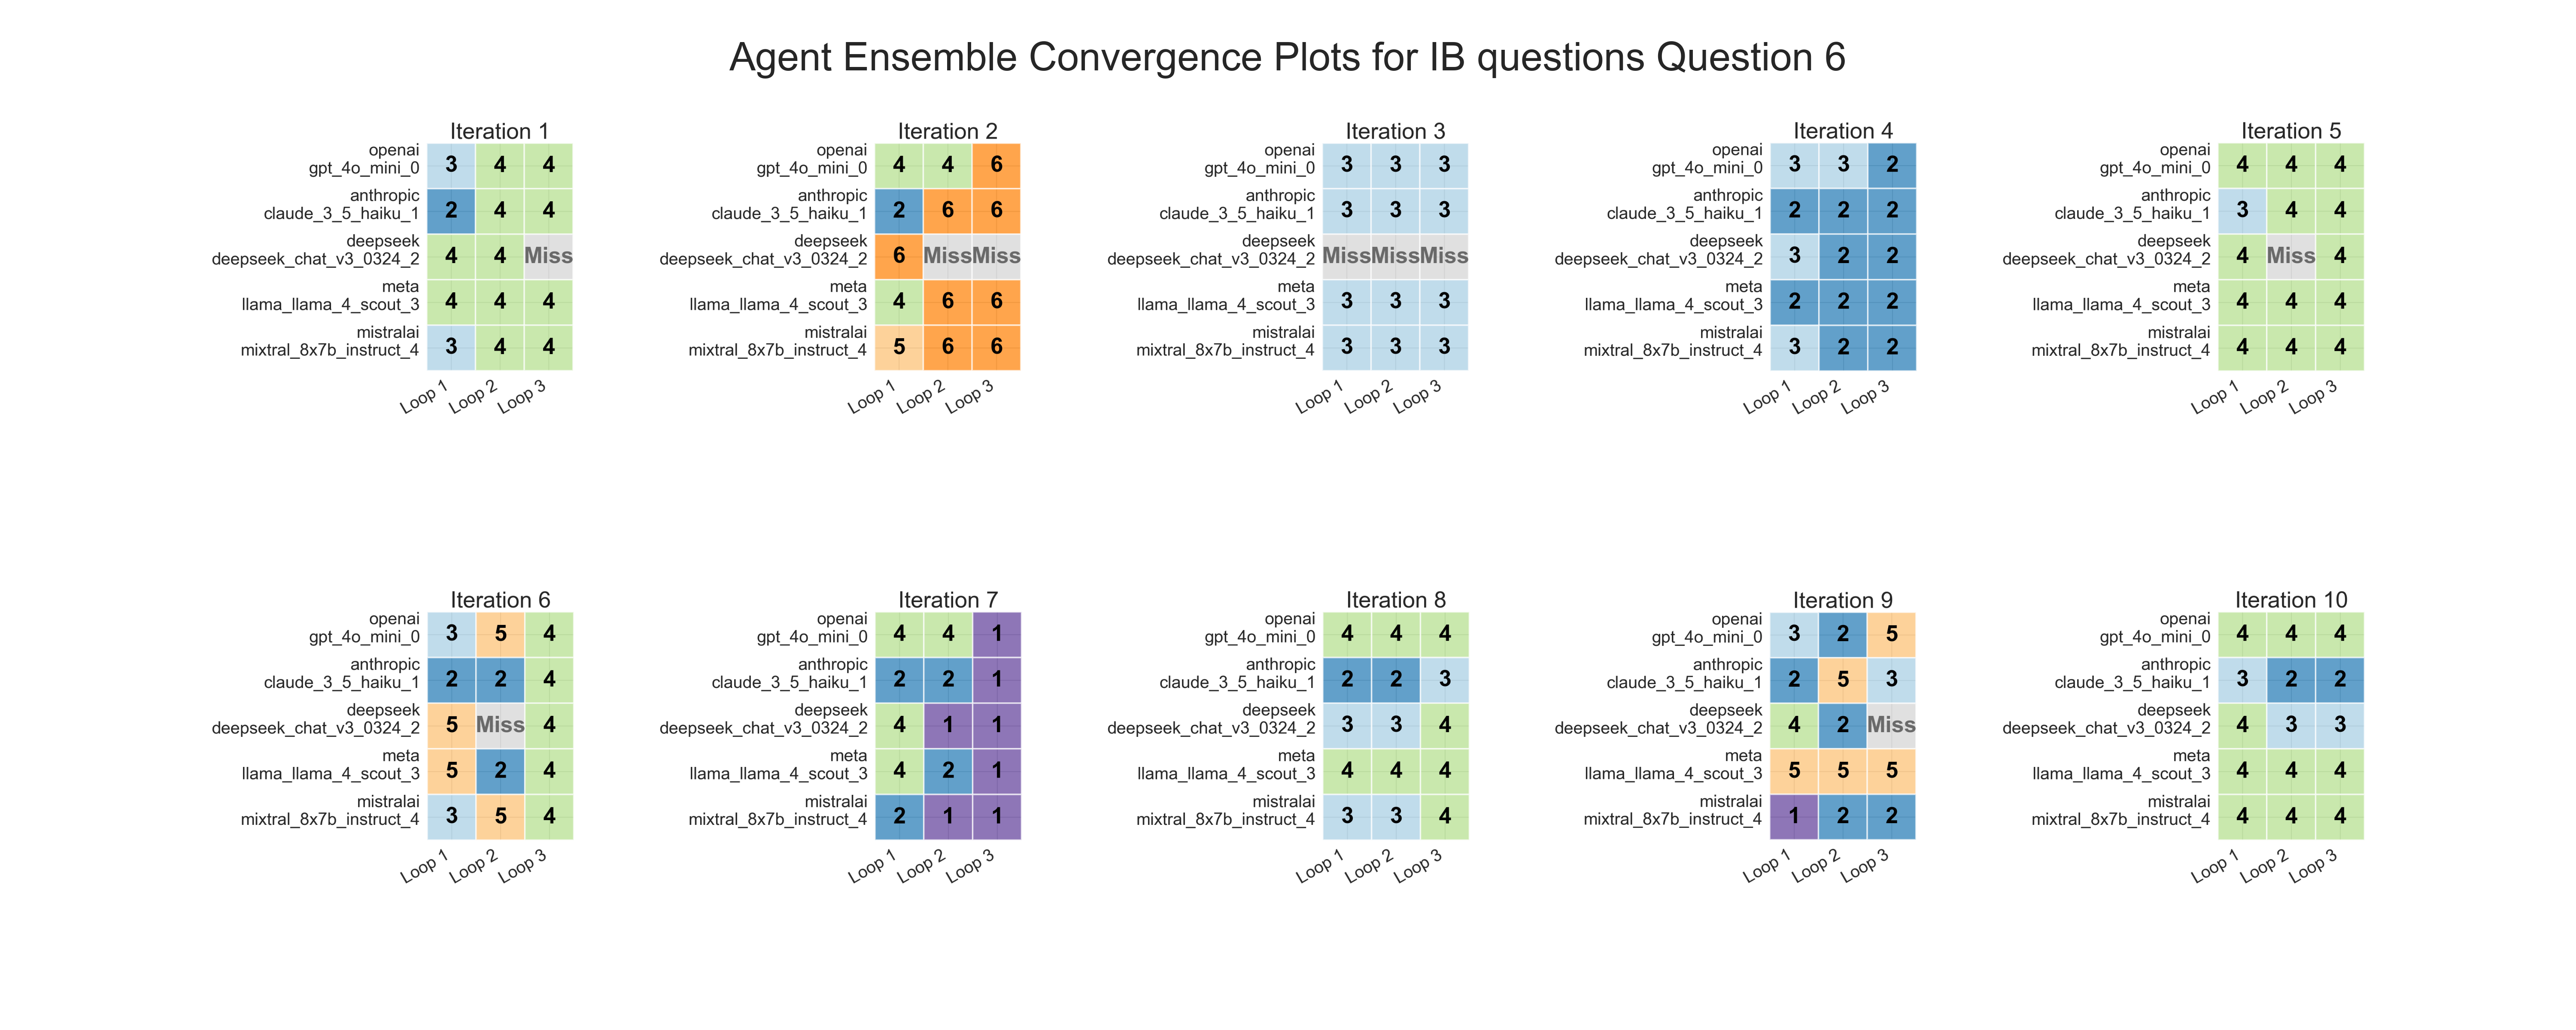 Agent Ensemble Convergence Plots for IB questions Question 6
Iteration 1
openai
gpt_4o_mini_0 3 4 4
anthropic
claude_3_5_haiku_1 2 4 4
deepseek
deepseek_chat_v3_0324_2 4 4 Miss
meta
llama_llama_4_scout_3 4 4 4
mistralai
mixtral_8x7b_instruct_4 3 4 4
Loop 1 Loop 2 Loop 3
Iteration 2
openai
gpt_4o_mini_0 4 4 6
anthropic
claude_3_5_haiku_1 2 6 6
deepseek
deepseek_chat_v3_0324_2 6 Miss Miss
meta
llama_llama_4_scout_3 4 6 6
mistralai
mixtral_8x7b_instruct_4 5 6 6
Loop 1 Loop 2 Loop 3
Iteration 3
openai
gpt_4o_mini_0 3 3 3
anthropic
claude_3_5_haiku_1 3 3 3
deepseek
deepseek_chat_v3_0324_2 Miss Miss Miss
meta
llama_llama_4_scout_3 3 3 3
mistralai
mixtral_8x7b_instruct_4 3 3 3
Loop 1 Loop 2 Loop 3
Iteration 4
openai
gpt_4o_mini_0 3 3 2
anthropic
claude_3_5_haiku_1 2 2 2
deepseek
deepseek_chat_v3_0324_2 3 2 2
meta
llama_llama_4_scout_3 2 2 2
mistralai
mixtral_8x7b_instruct_4 3 2 2
Loop 1 Loop 2 Loop 3
Iteration 5
openai
gpt_4o_mini_0 4 4 4
anthropic
claude_3_5_haiku_1 3 4 4
deepseek
deepseek_chat_v3_0324_2 4 Miss 4
meta
llama_llama_4_scout_3 4 4 4
mistralai
mixtral_8x7b_instruct_4 4 4 4
Loop 1 Loop 2 Loop 3
Iteration 6
openai
gpt_4o_mini_0 3 5 4
anthropic
claude_3_5_haiku_1 2 2 4
deepseek
deepseek_chat_v3_0324_2 5 Miss 4
meta
llama_llama_4_scout_3 5 2 4
mistralai
mixtral_8x7b_instruct_4 3 5 4
Loop 1 Loop 2 Loop 3
Iteration 7
openai
gpt_4o_mini_0 4 4 1
anthropic
claude_3_5_haiku_1 2 2 1
deepseek
deepseek_chat_v3_0324_2 4 1 1
meta
llama_llama_4_scout_3 4 2 1
mistralai
mixtral_8x7b_instruct_4 2 1 1
Loop 1 Loop 2 Loop 3
Iteration 8
openai
gpt_4o_mini_0 4 4 4
anthropic
claude_3_5_haiku_1 2 2 3
deepseek
deepseek_chat_v3_0324_2 3 3 4
meta
llama_llama_4_scout_3 4 4 4
mistralai
mixtral_8x7b_instruct_4 3 3 4
Loop 1 Loop 2 Loop 3
Iteration 9
openai
gpt_4o_mini_0 3 2 5
anthropic
claude_3_5_haiku_1 2 5 3
deepseek
deepseek_chat_v3_0324_2 4 2 Miss
meta
llama_llama_4_scout_3 5 5 5
mistralai
mixtral_8x7b_instruct_4 1 2 2
Loop 1 Loop 2 Loop 3
Iteration 10
openai
gpt_4o_mini_0 4 4 4
anthropic
claude_3_5_haiku_1 3 2 2
deepseek
deepseek_chat_v3_0324_2 4 3 3
meta
llama_llama_4_scout_3 4 4 4
mistralai
mixtral_8x7b_instruct_4 4 4 4
Loop 1 Loop 2 Loop 3